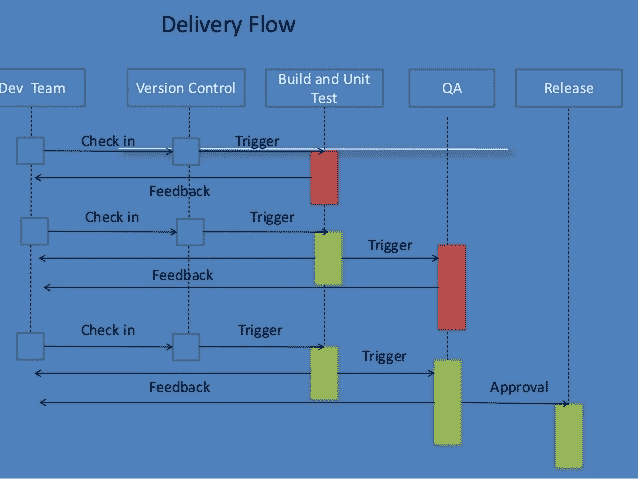 Delivery Flow
Dev Team
Version Control
Build and Unit
Test
QA
Release
Check in
Trigger
Feedback
Check in
Trigger
Trigger
Feedback
Check in
Trigger
Trigger
Feedback
Approval